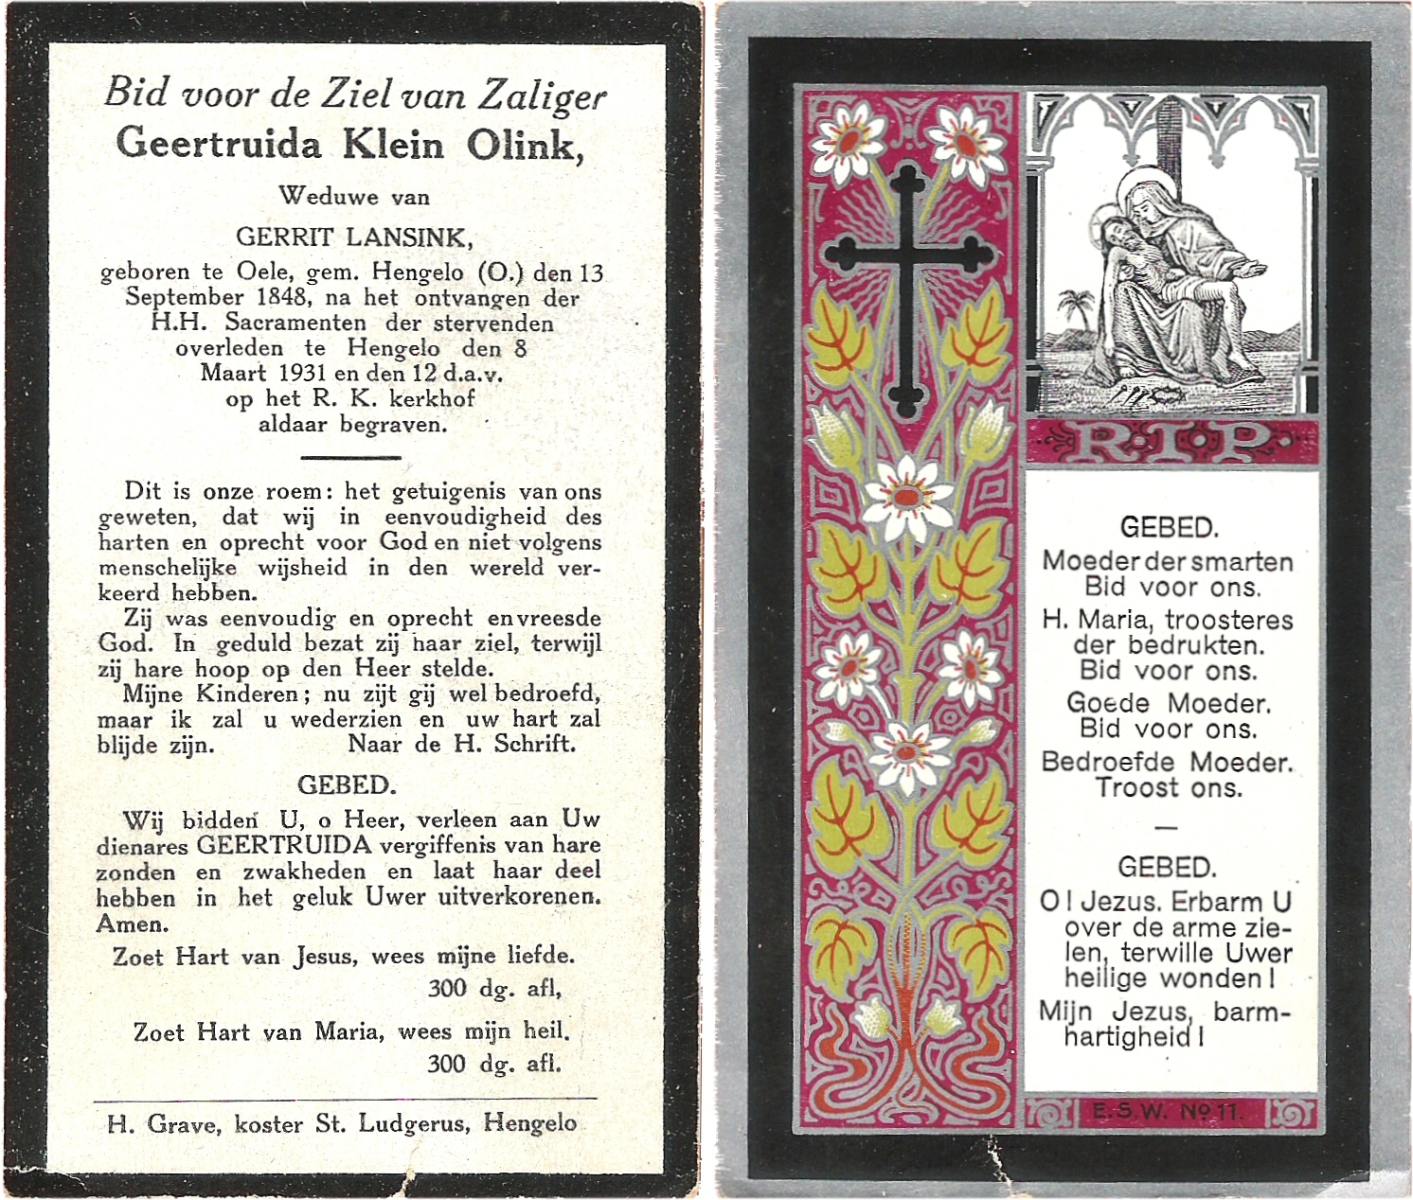 Bid voor de Ziel van Zaliger
Geertruida Klein Olink,
Weduwe van
GERRIT LANSINK,
geboren te Oele, gem. Hengelo (O.) den 13
September 1848, na het ontvangen der
H.H. Sacramenten der stervenden
overleden te Hengelo den 8
Maart 1931 en den 12 d.a.v.
op het R. K. kerkhof
aldaar begraven.
Dit is onze roem: het getuigenis van ons
geweten, dat wij in eenvoudigheid des
harten en oprecht voor God en niet volgens
menschelijke wijsheid in den wereld ver-
keerd hebben.
Zij was eenvoudig en oprecht en vreesde
God. In geduld bezat zij haar ziel, terwijl
zij hare hoop op den Heer stelde.
Mijne Kinderen; nu zijt gij wel bedroefd,
maar ik zal u wederzien en uw hart zal
blijde zijn. Naar de H. Schrift.
GEBED.
Wij bidden U, o Heer, verleen aan Uw
dienares GEERTRUIDA vergiffenis van hare
zonden en zwakheden en laat haar deel
hebben in het geluk Uwer uitverkorenen.
Amen.
Zoet Hart van Jesus, wees mijne liefde.
300 dg. afl,
Zoet Hart van Maria, wees mijn heil.
300 dg. afl.
H. Grave, koster St. Ludgerus, Hengelo
RIP
GEBED.
Moeder der smarten
Bid voor ons.
H. Maria, troosteres
der bedrukten.
Bid voor ons.
Goede Moeder.
Bid voor ons.
Bedroefde Moeder.
Troost ons.
—
GEBED.
O! Jezus. Erbarm U
over de arme zie-
len, terwille Uwer
heilige wonden!
Mijn Jezus, barm-
hartigheid!
E.S.W. No 11.